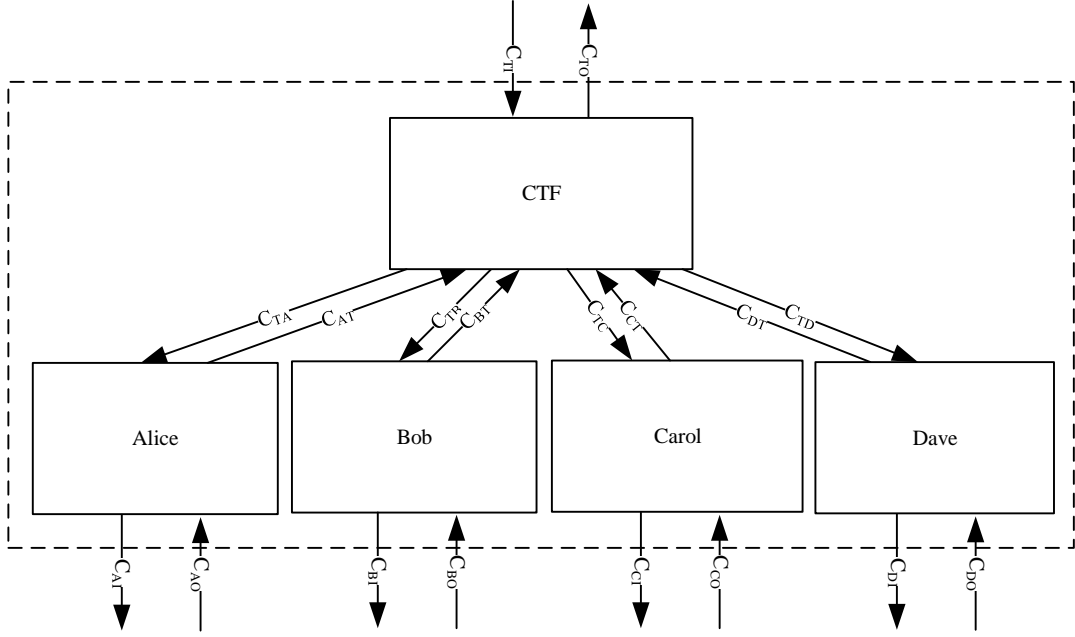 C_TI
C_TO
CTF
C_TA
C_AT
C_TB
C_BT
C_TC
C_CT
C_DT
C_TD
Alice
Bob
Carol
Dave
C_AI
C_AO
C_BI
C_BO
C_CI
C_CO
C_DI
C_DO